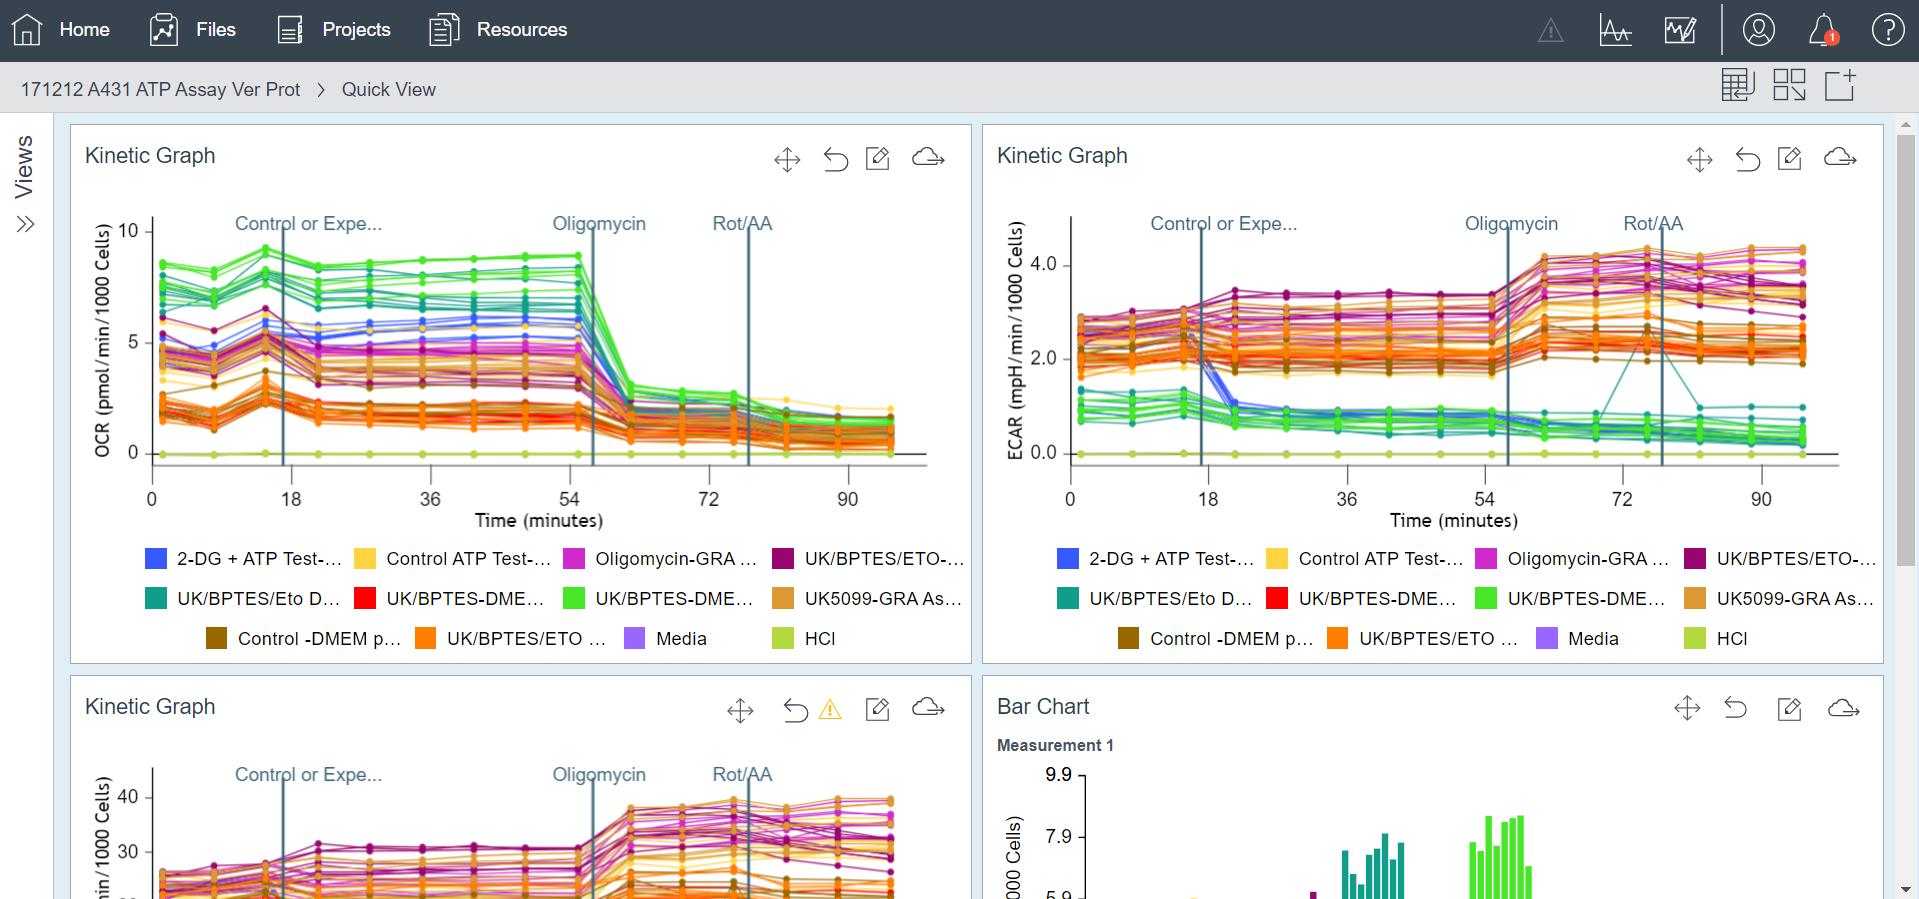 Home Files Projects Resources 1
171212 A431 ATP Assay Ver Prot > Quick View
Views
Kinetic Graph
Control or Expe... Oligomycin Rot/AA
10
5
0
OCR (pmol/min/1000 Cells)
0 18 36 54 72 90
Time (minutes)
2-DG + ATP Test-... Control ATP Test-... Oligomycin-GRA ... UK/BPTES/ETO-...
UK/BPTES/Eto D... UK/BPTES-DME... UK/BPTES-DME... UK5099-GRA As...
Control -DMEM p... UK/BPTES/ETO ... Media HCl
Kinetic Graph
Control or Expe... Oligomycin Rot/AA
4.0
2.0
0.0
ECAR (mpH/min/1000 Cells)
0 18 36 54 72 90
Time (minutes)
2-DG + ATP Test-... Control ATP Test-... Oligomycin-GRA ... UK/BPTES/ETO-...
UK/BPTES/Eto D... UK/BPTES-DME... UK/BPTES-DME... UK5099-GRA As...
Control -DMEM p... UK/BPTES/ETO ... Media HCl
Kinetic Graph
Control or Expe... Oligomycin Rot/AA
40
30
min/1000 Cells)
Bar Chart
Measurement 1
9.9
7.9
5.9
000 Cells)